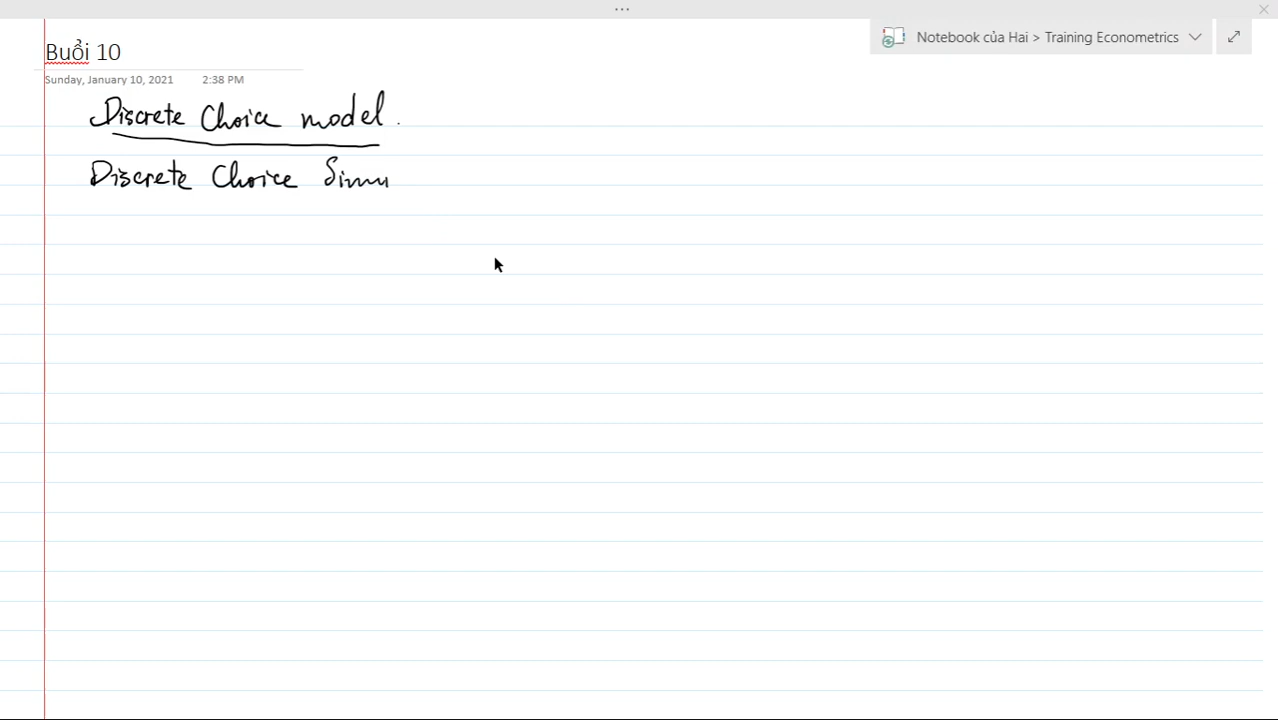 Notebook của Hai > Training Econometrics
Buổi 10
Sunday, January 10, 2021 2:38 PM
Discrete Choice model.
Discrete Choice Simu